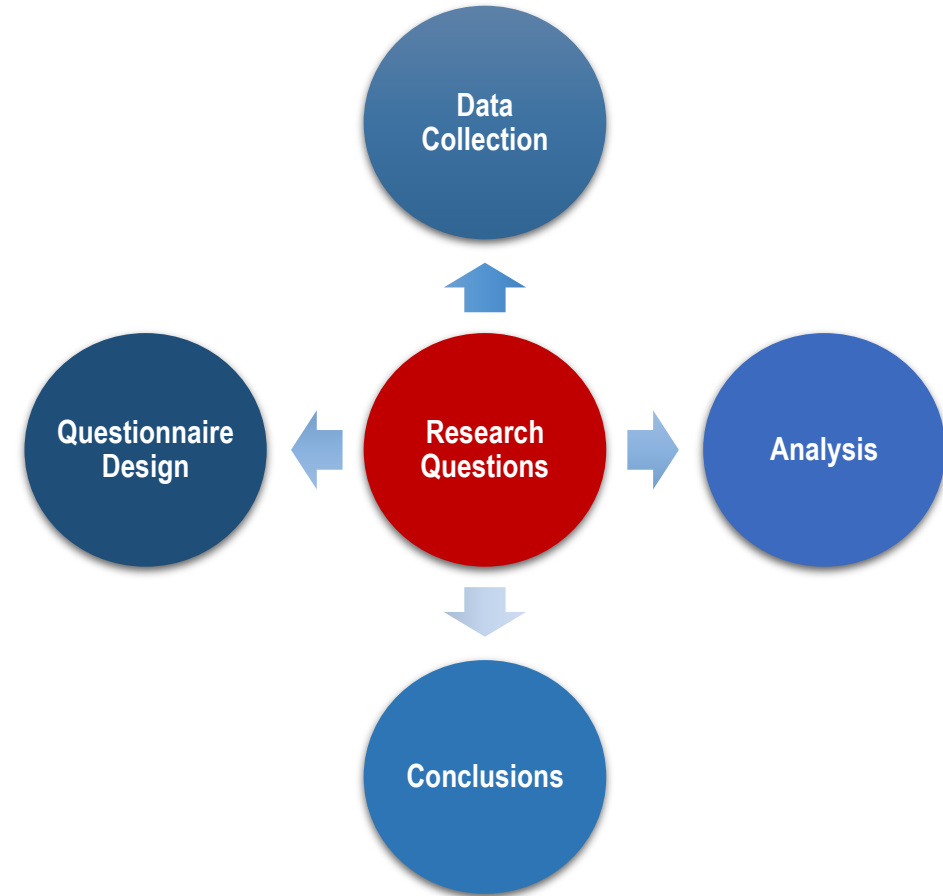 Data
Collection
Questionnaire
Design
Research
Questions
Analysis
Conclusions